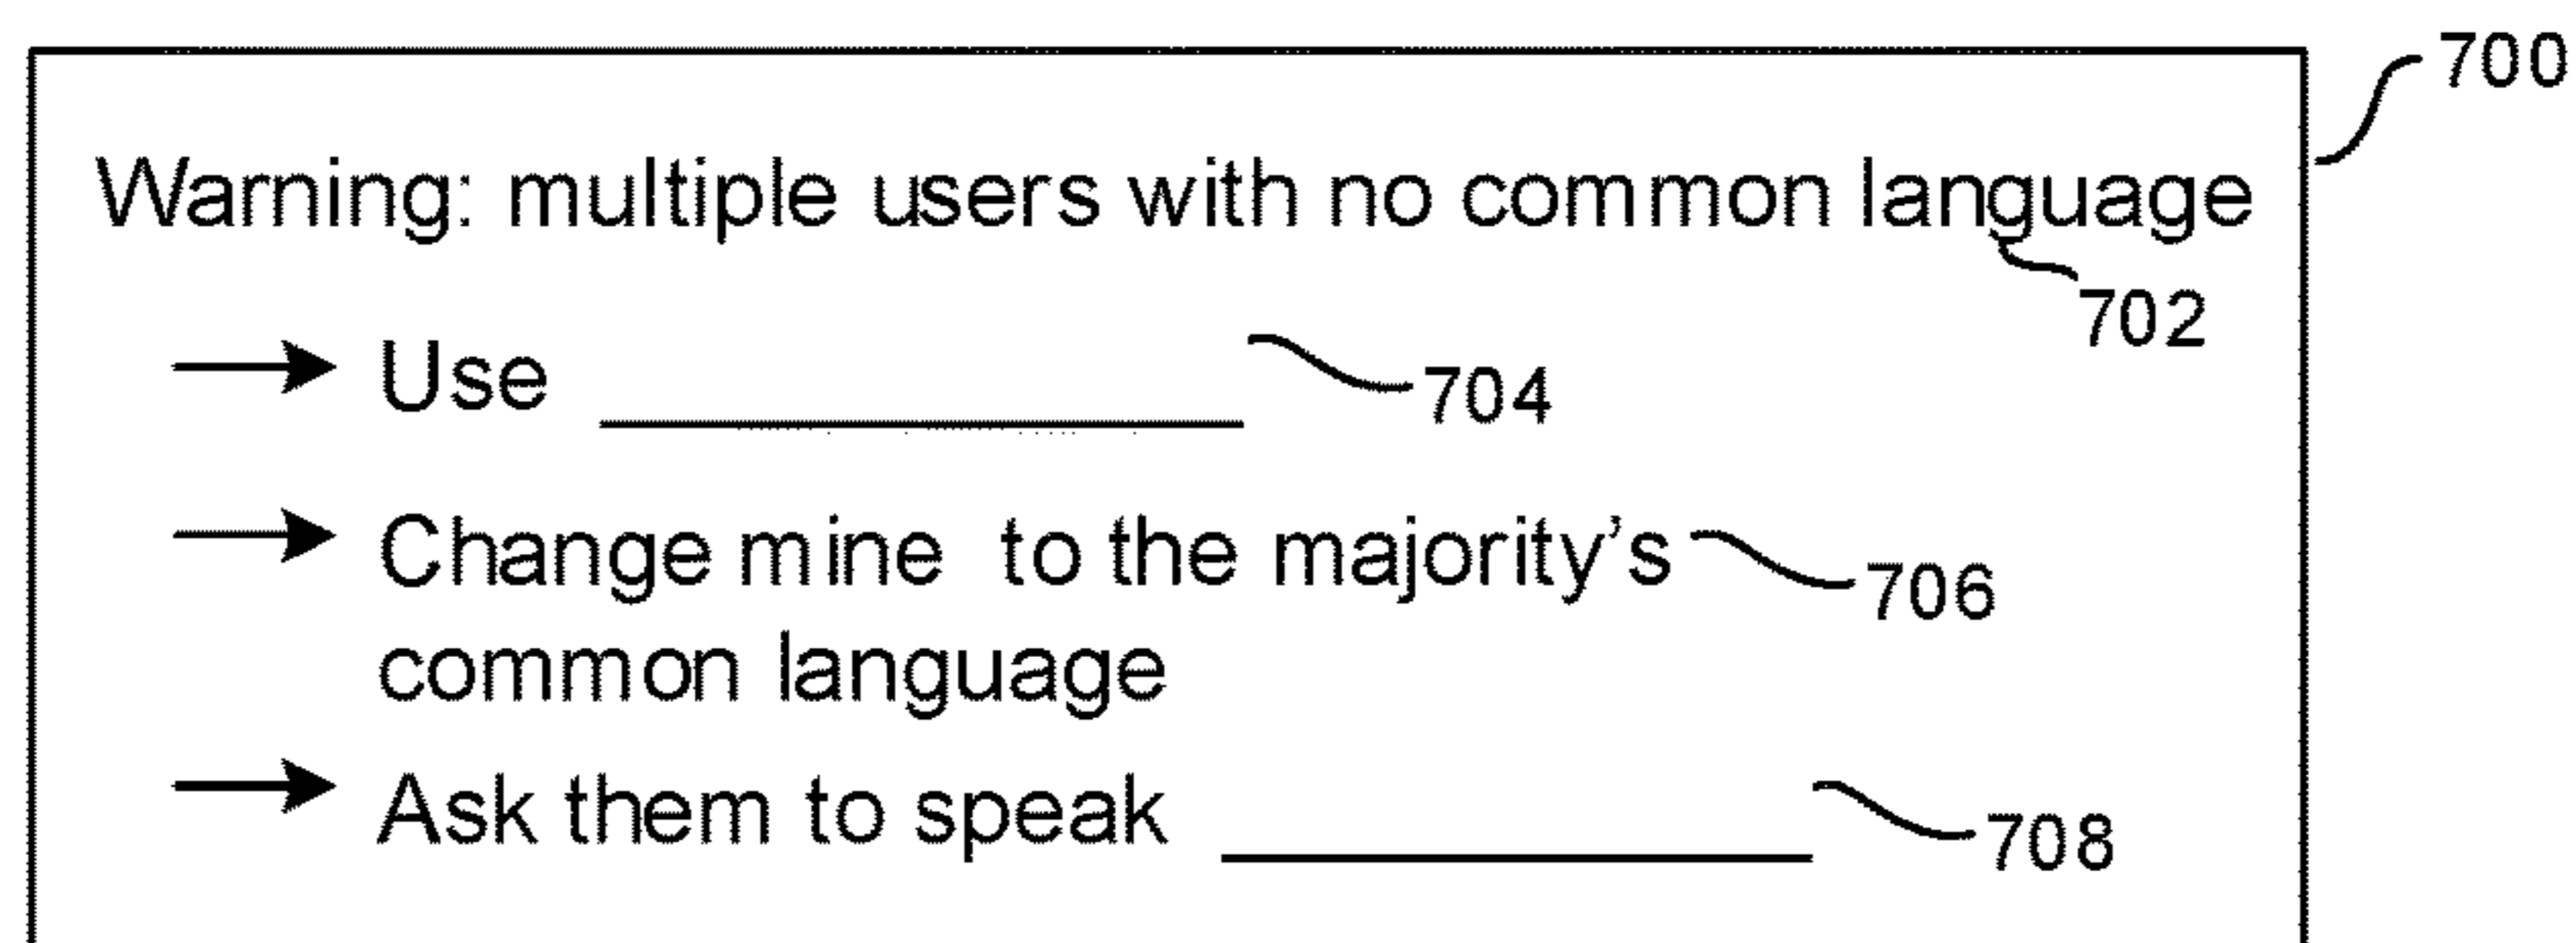 700
Warning: multiple users with no common language
702
→ Use ____________ 704
→ Change mine to the majority's 706
common language
→ Ask them to speak ____________ 708